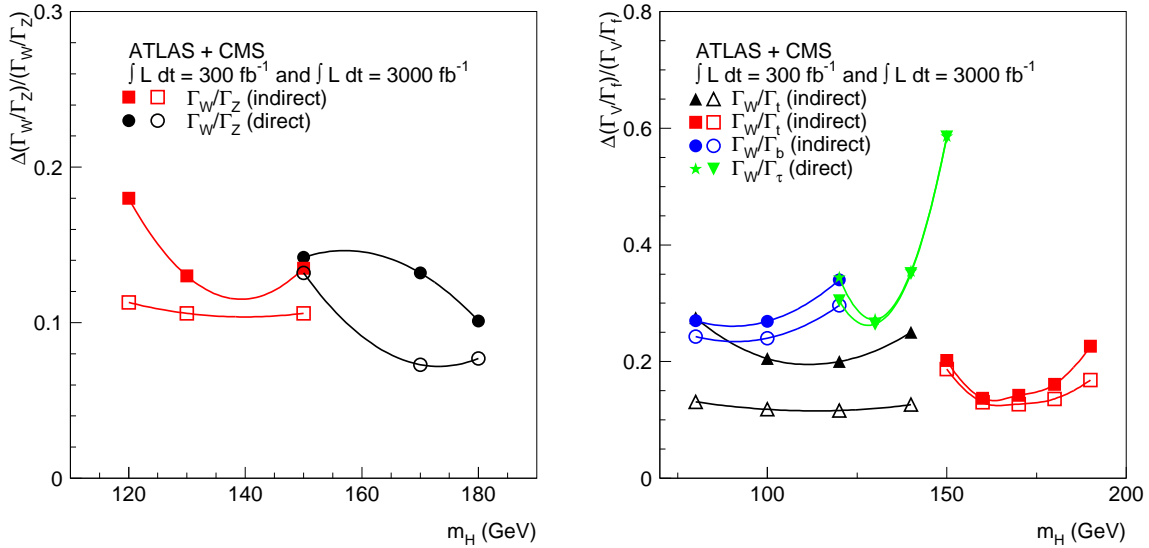 Δ(Γ_W/Γ_Z)/(Γ_W/Γ_Z)
0.3
0.2
0.1
0
ATLAS + CMS
∫ L dt = 300 fb⁻¹ and ∫ L dt = 3000 fb⁻¹
Γ_W/Γ_Z (indirect)
Γ_W/Γ_Z (direct)
120 140 160 180
m_H (GeV)
Δ(Γ_V/Γ_f)/(Γ_V/Γ_f)
0.8
0.6
0.4
0.2
0
ATLAS + CMS
∫ L dt = 300 fb⁻¹ and ∫ L dt = 3000 fb⁻¹
Γ_W/Γ_t (indirect)
Γ_W/Γ_t (indirect)
Γ_W/Γ_b (indirect)
Γ_W/Γ_τ (direct)
100 150 200
m_H (GeV)